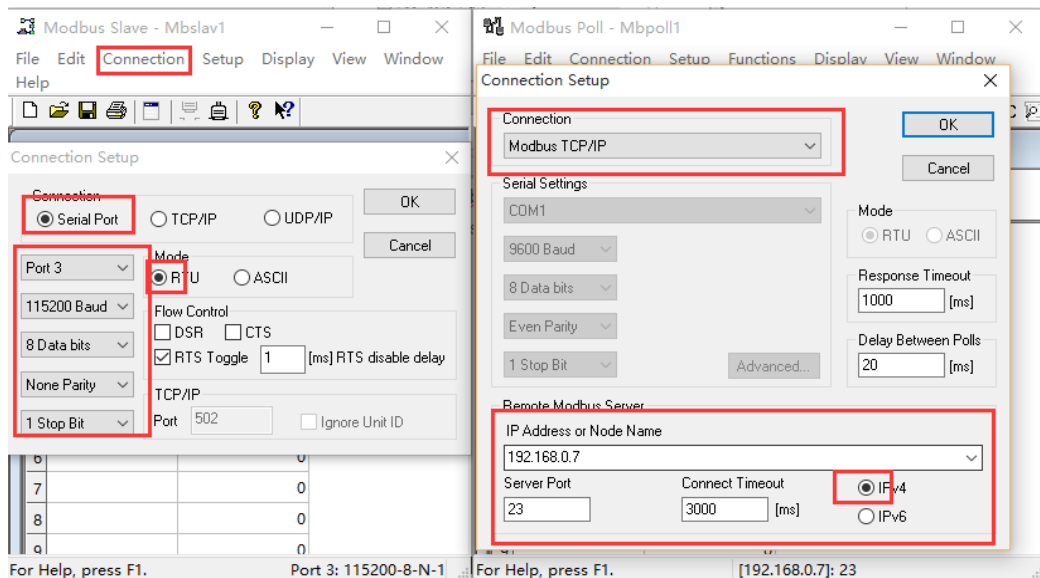 Modbus Slave - Mbslav1
File Edit Connection Setup Display View Window
Help
Connection Setup
Connection
Serial Port TCP/IP UDP/IP
OK
Cancel
Port 3
115200 Baud
8 Data bits
None Parity
1 Stop Bit
Mode
RTU ASCII
Flow Control
DSR CTS
RTS Toggle 1 [ms] RTS disable delay
TCP/IP
Port 502 Ignore Unit ID
6 0
7 0
8 0
9 0
For Help, press F1. Port 3: 115200-8-N-1
Modbus Poll - Mbpoll1
File Edit Connection Setup Functions Display View Window
Connection Setup
Connection
Modbus TCP/IP
OK
Cancel
Serial Settings
COM1
9600 Baud
8 Data bits
Even Parity
1 Stop Bit Advanced...
Mode
RTU ASCII
Response Timeout
1000 [ms]
Delay Between Polls
20 [ms]
Remote Modbus Server
IP Address or Node Name
192.168.0.7
Server Port Connect Timeout
23 3000 [ms]
IPv4
IPv6
For Help, press F1. [192.168.0.7]: 23